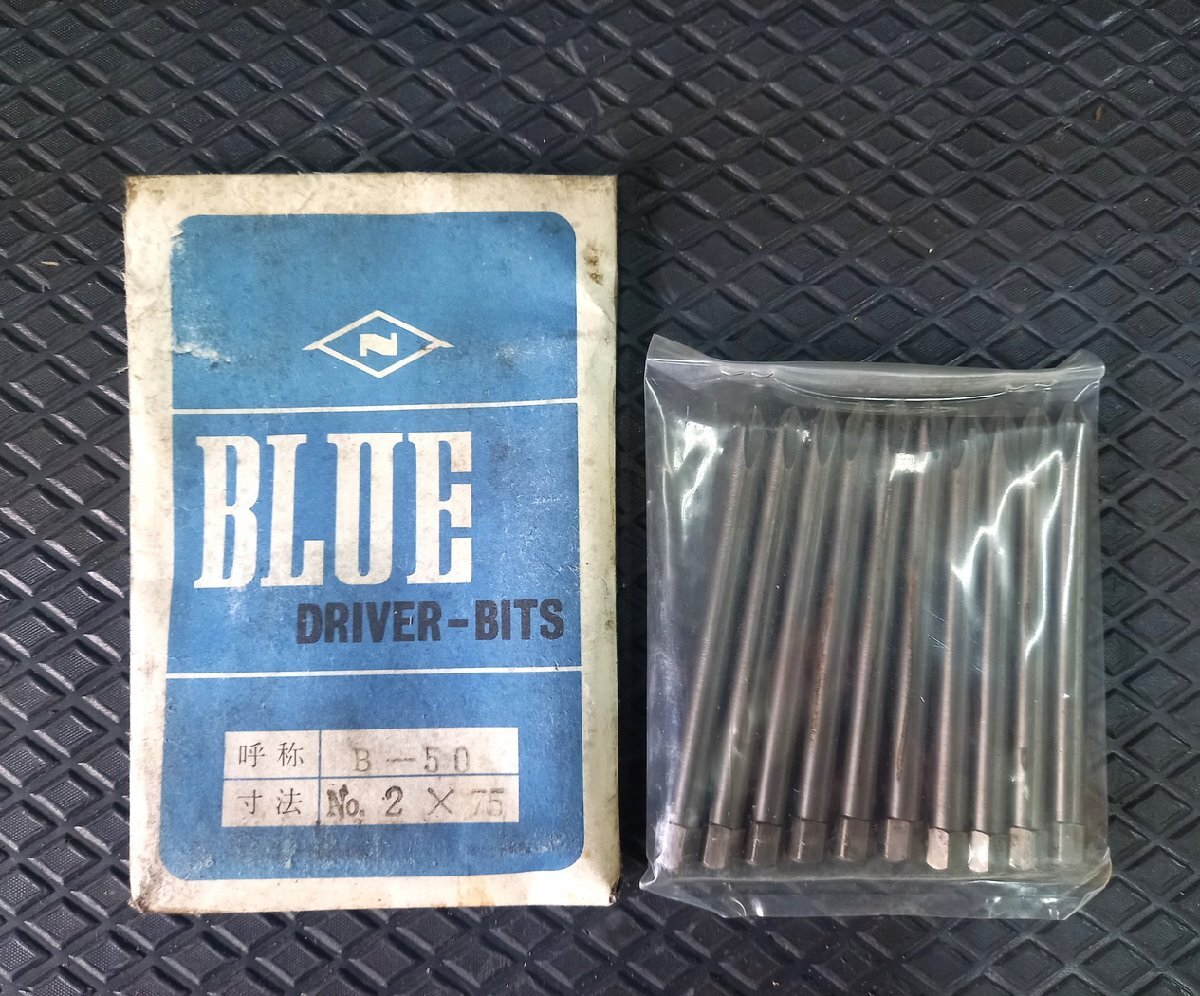 N
BLUE
DRIVER-BITS
呼称 B-50
寸法 No. 2 × 75